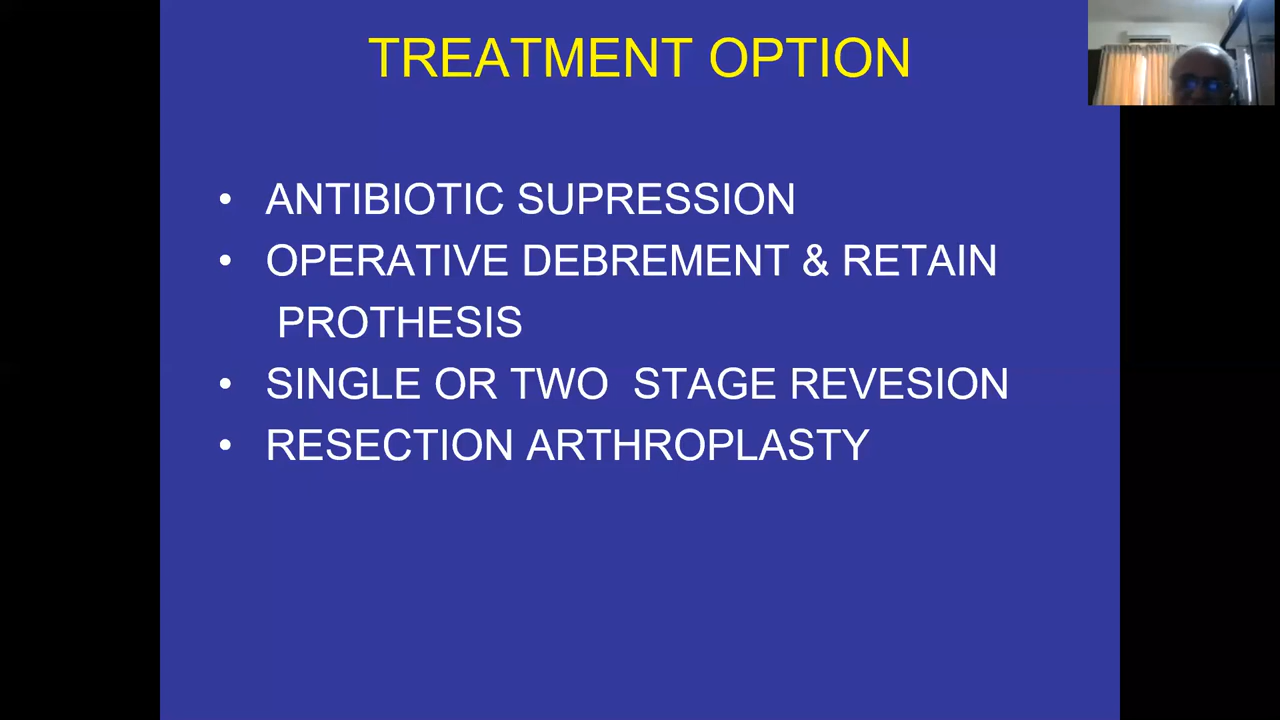 TREATMENT OPTION
• ANTIBIOTIC SUPRESSION
• OPERATIVE DEBREMENT & RETAIN
PROTHESIS
• SINGLE OR TWO STAGE REVESION
• RESECTION ARTHROPLASTY